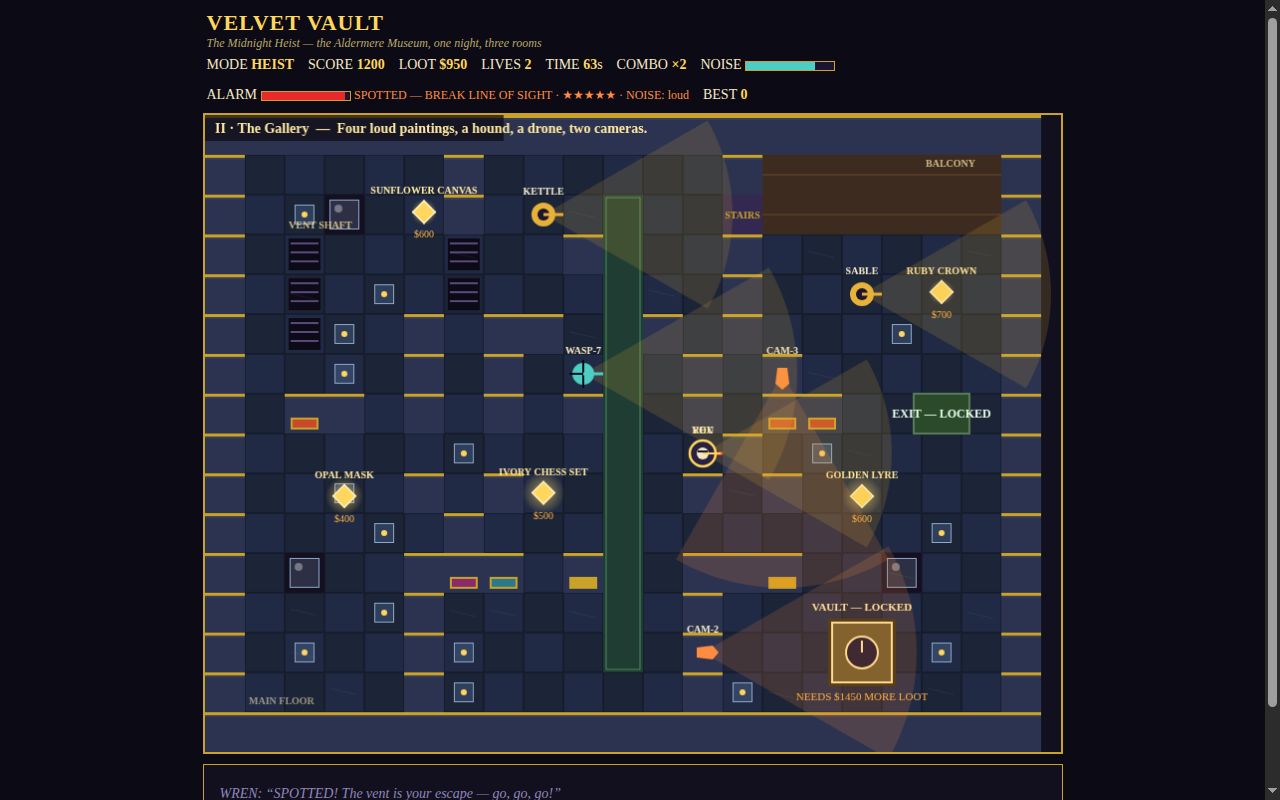 VELVET VAULT
The Midnight Heist — the Aldermere Museum, one night, three rooms
MODE HEIST SCORE 1200 LOOT $950 LIVES 2 TIME 63s COMBO ×2 NOISE
ALARM SPOTTED — BREAK LINE OF SIGHT · ★★★★★ · NOISE: loud BEST 0
II · The Gallery — Four loud paintings, a hound, a drone, two cameras.
BALCONY
SUNFLOWER CANVAS
KETTLE
STAIRS
VENT SHAFT
$600
SABLE
RUBY CROWN
$700
WASP-7
CAM-3
EXIT — LOCKED
OPAL MASK
IVORY CHESS SET
GOLDEN LYRE
$400
$500
$600
VAULT — LOCKED
CAM-2
NEEDS $1450 MORE LOOT
MAIN FLOOR
WREN: “SPOTTED! The vent is your escape — go, go, go!”